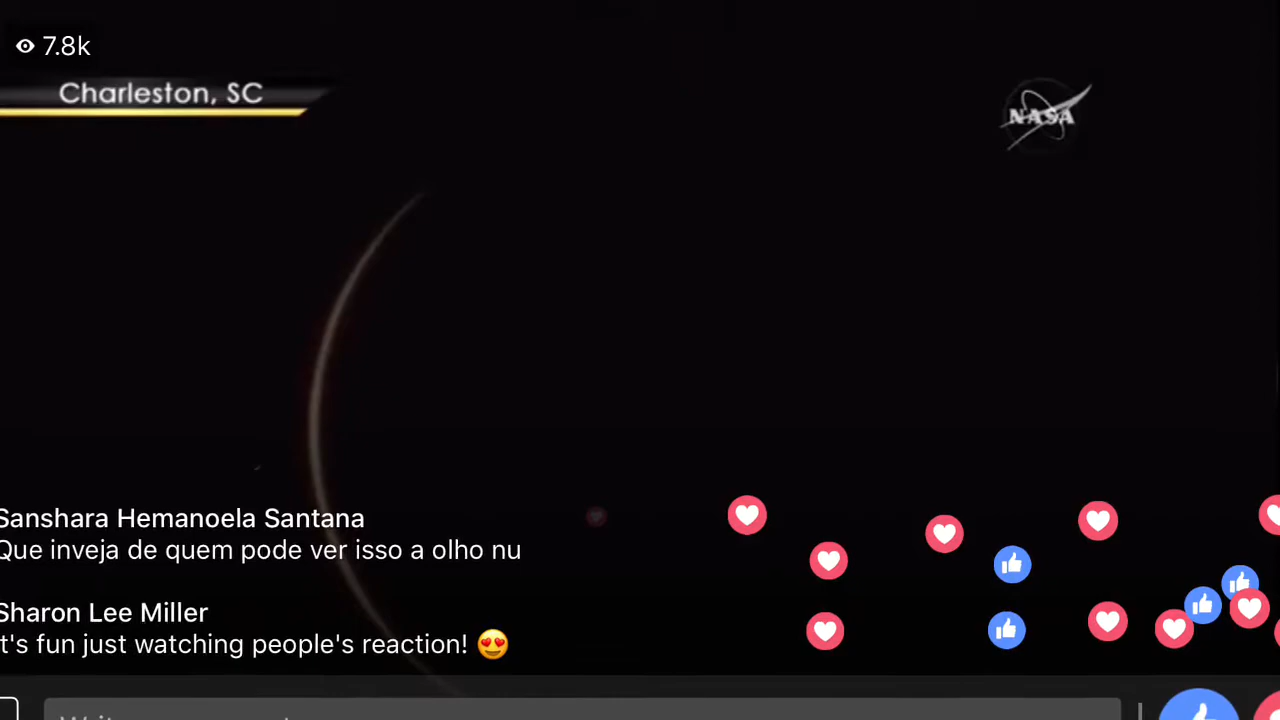 7.8k
Charleston, SC
NASA
Sanshara Hemanoela Santana
Que inveja de quem pode ver isso a olho nu
Sharon Lee Miller
t's fun just watching people's reaction! 😍